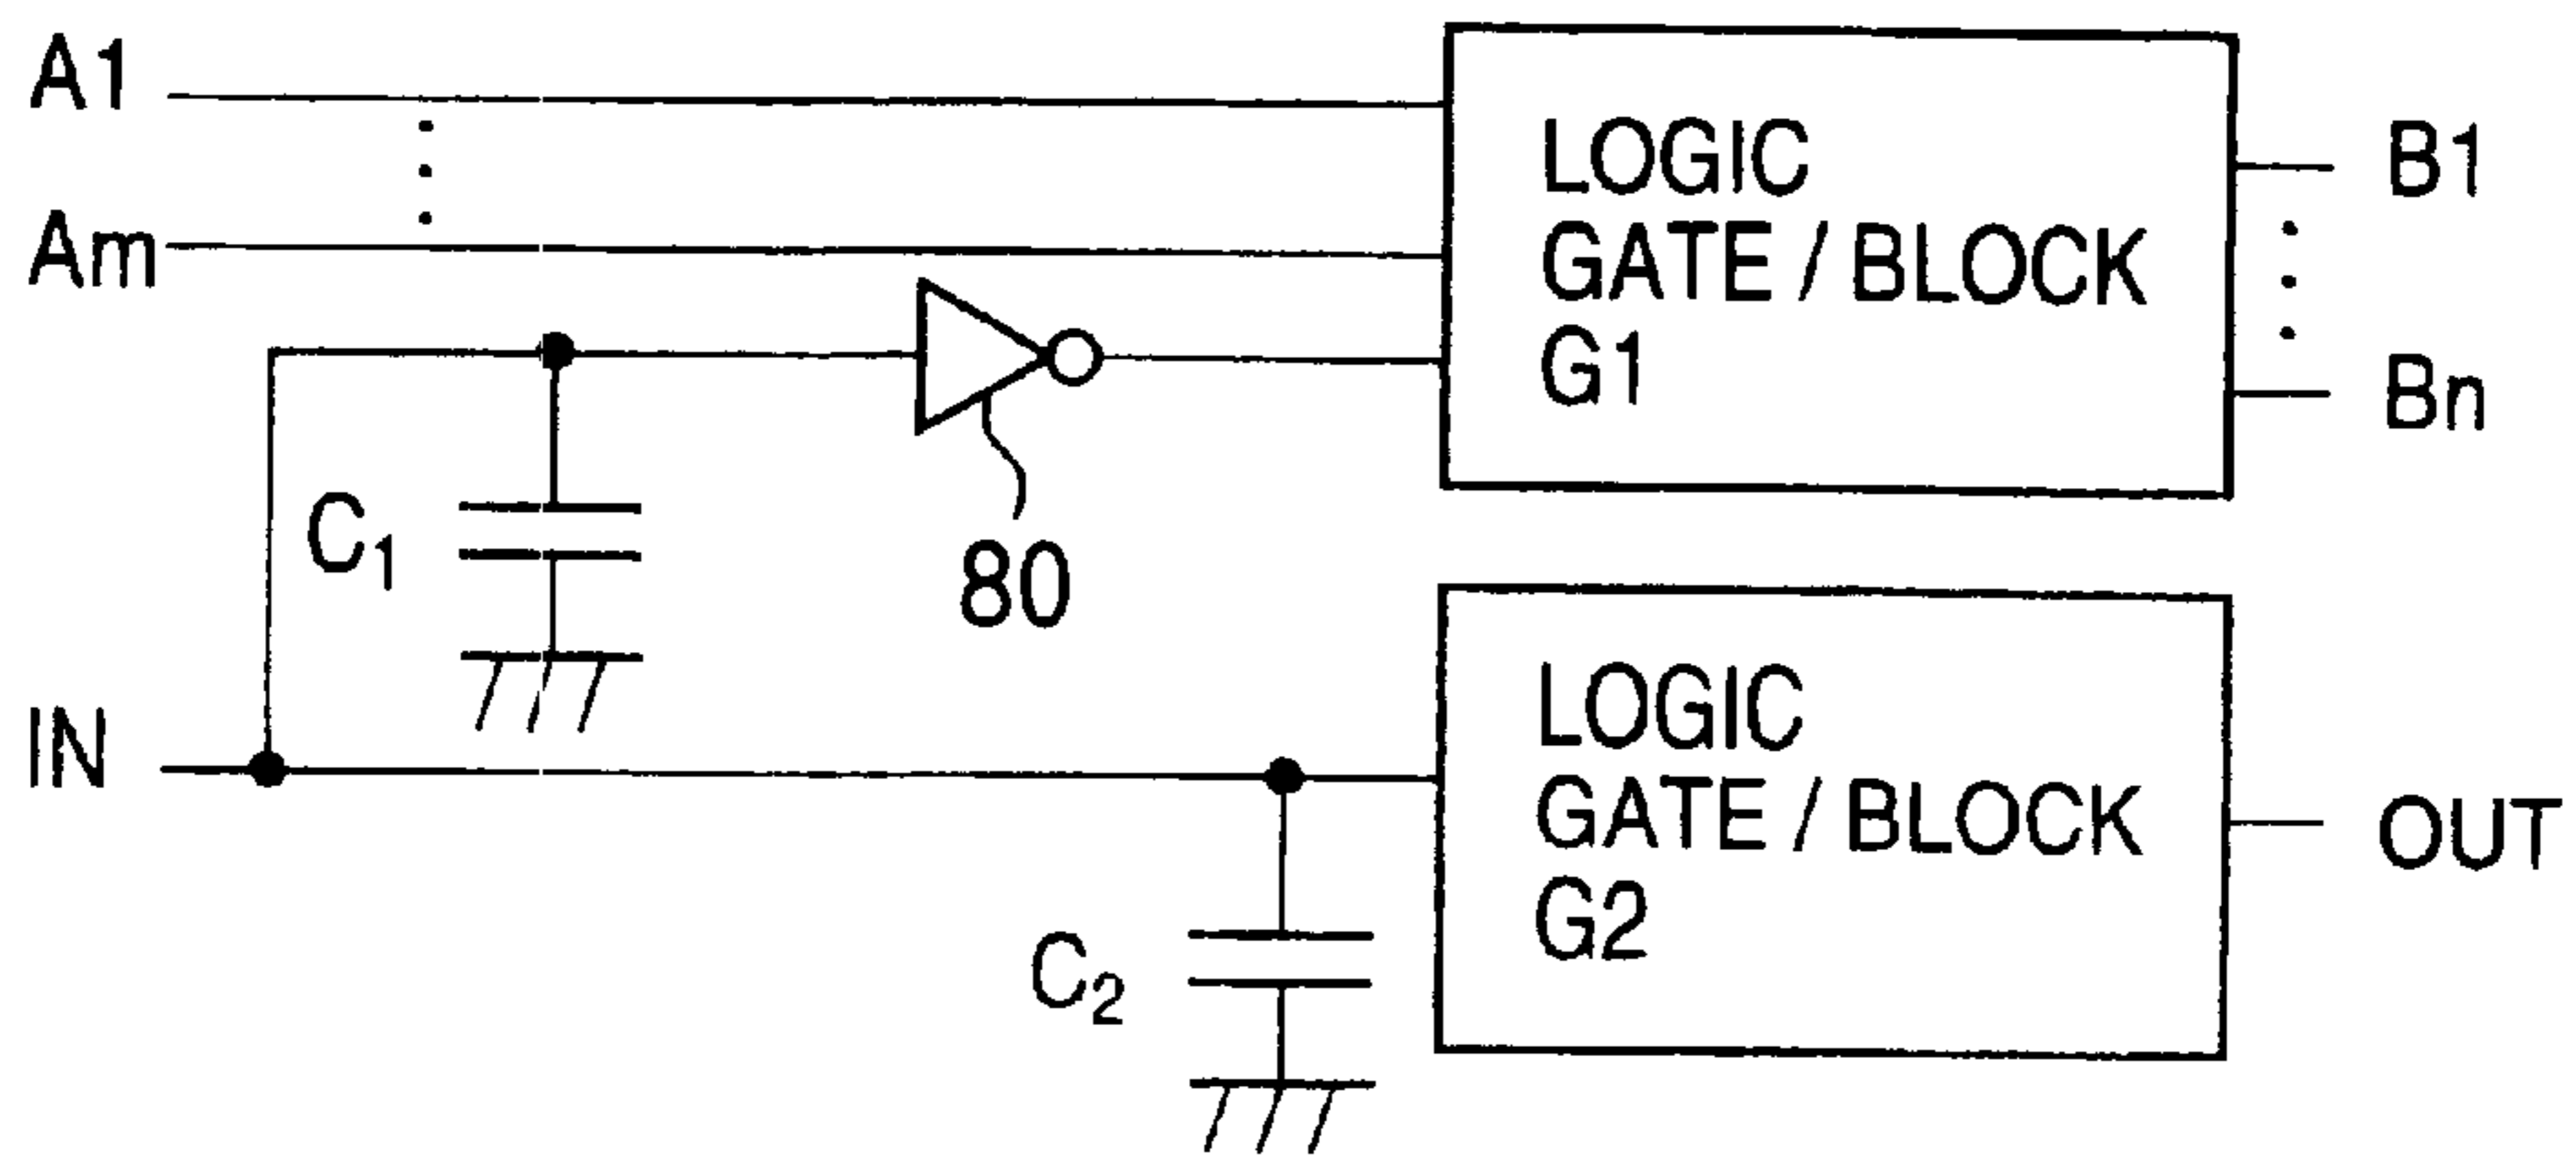 A1
Am
LOGIC
GATE / BLOCK
G1
B1
Bn
C1
80
IN
LOGIC
GATE / BLOCK
G2
C2
OUT